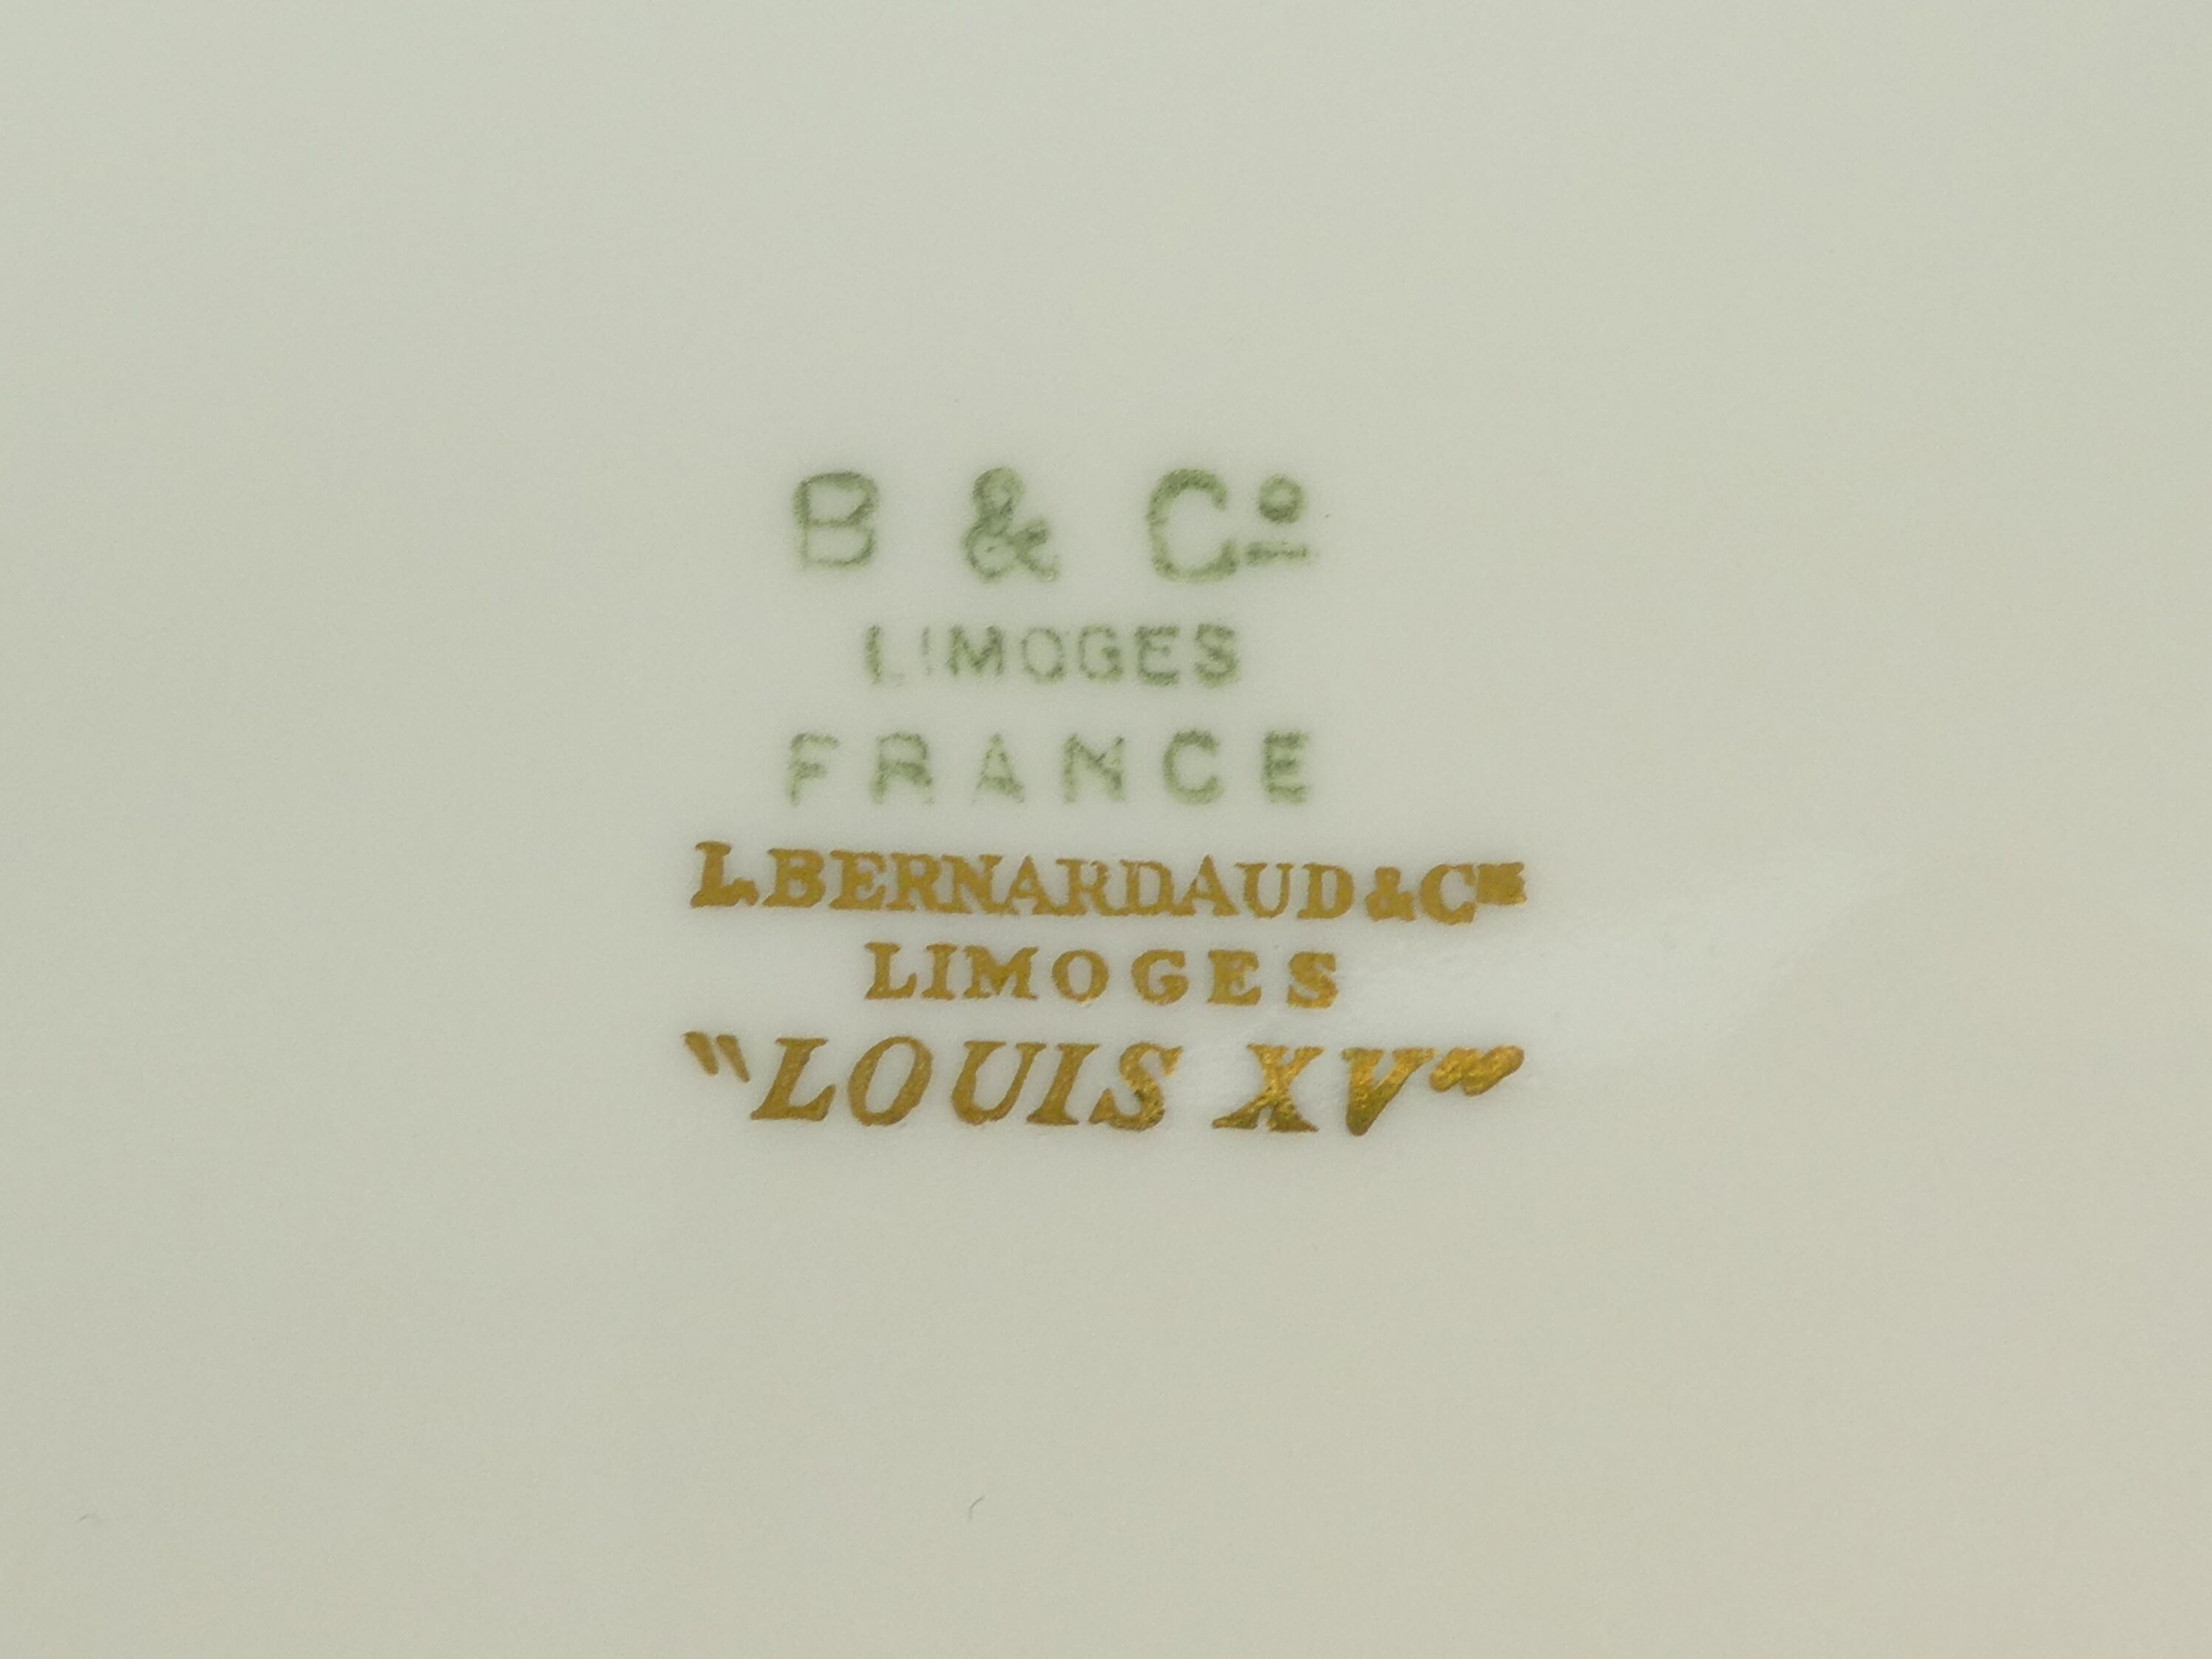 B & Cº
LIMOGES
FRANCE
L.BERNARDAUD&CIE
LIMOGES
"LOUIS XV"